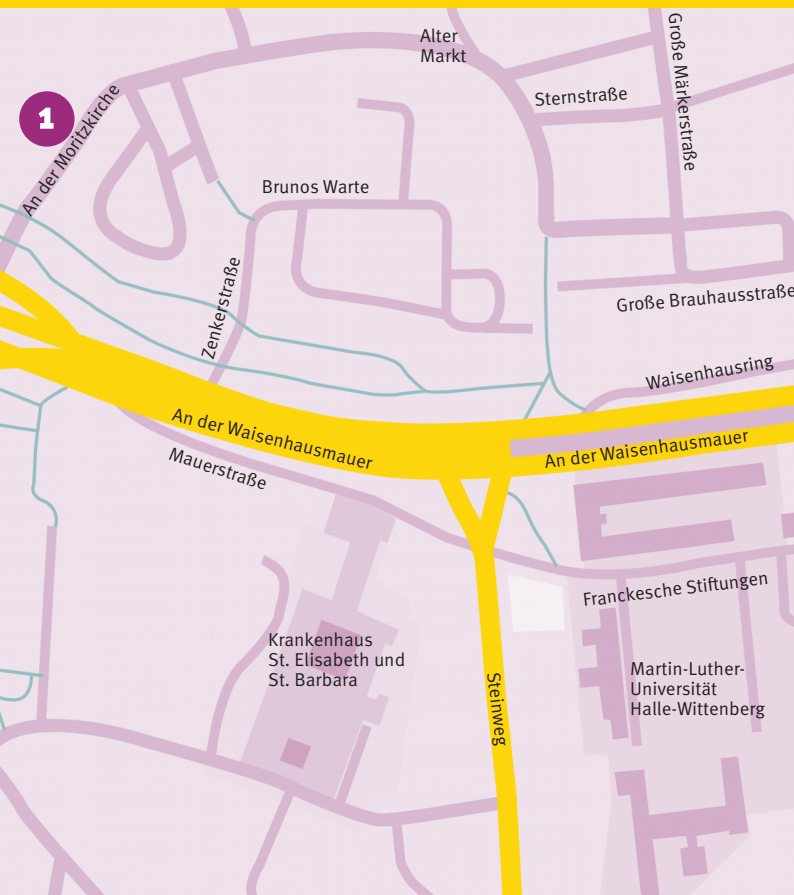 Alter
Markt
Große Märkerstraße
Sternstraße
1
An der Moritzkirche
Brunos Warte
Zenkerstraße
Große Brauhausstraße
Waisenhausring
An der Waisenhausmauer
An der Waisenhausmauer
Mauerstraße
Franckesche Stiftungen
Krankenhaus
St. Elisabeth und
St. Barbara
Steinweg
Martin-Luther-
Universität
Halle-Wittenberg